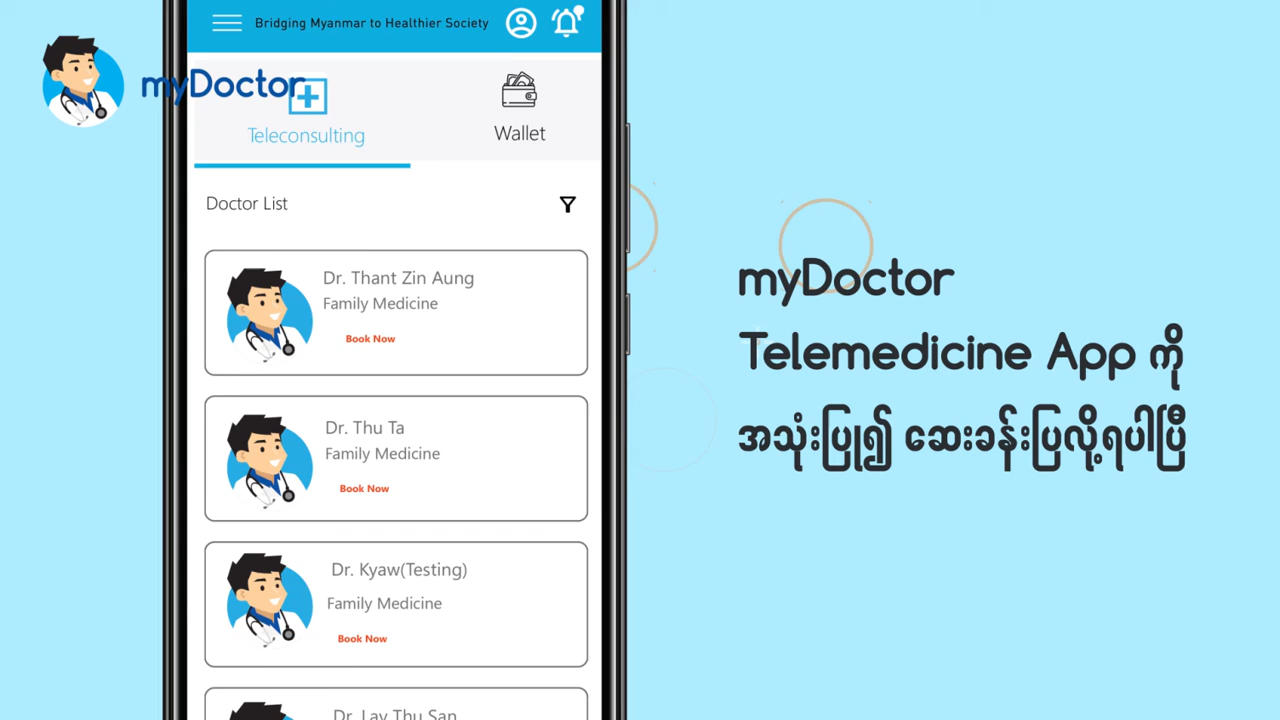 Bridging Myanmar to Healthier Society
myDoctor
Teleconsulting
Wallet
Doctor List
Dr. Thant Zin Aung
Family Medicine
Book Now
Dr. Thu Ta
Family Medicine
Book Now
Dr. Kyaw(Testing)
Family Medicine
Book Now
Dr. Lay Thu San
myDoctor
Telemedicine App ကို
အသုံးပြု၍ ဆေးခန်းပြလို့ရပါပြီ